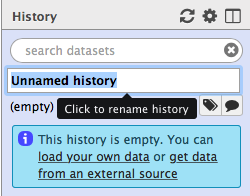 History
search datasets
Unnamed history
(empty) Click to rename history
This history is empty. You can
load your own data or get data
from an external source